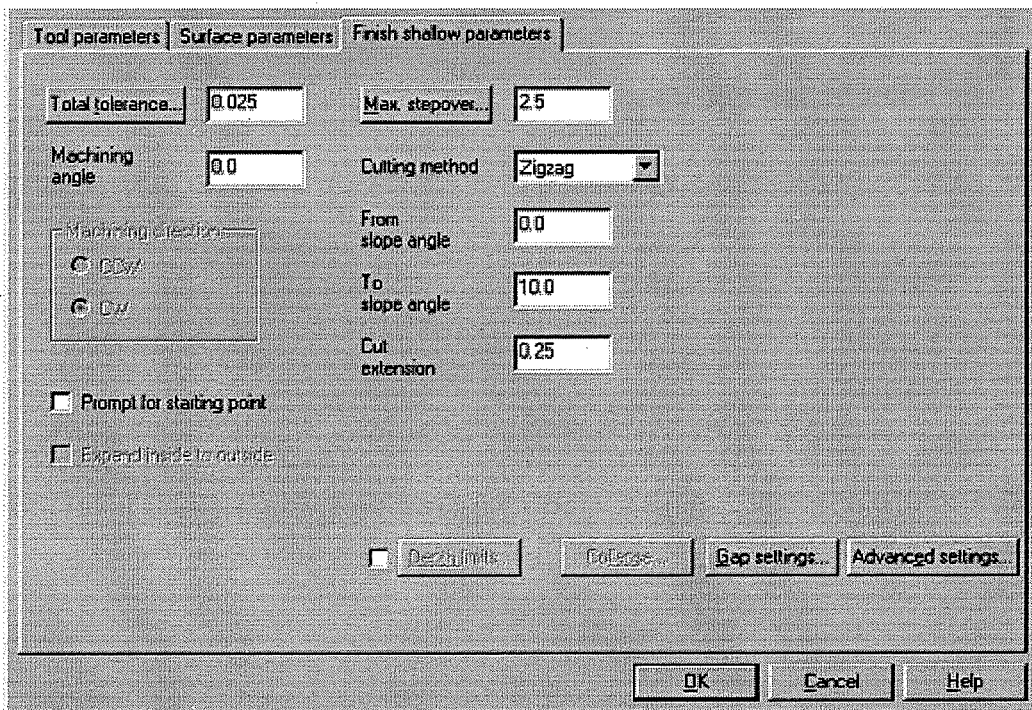 Tool parameters
Surface parameters
Finish shallow parameters
Total tolerance...
0.025
Max. stepover...
2.5
Machining
angle
0.0
Cutting method
Zigzag
Machining direction
CCW
CW
From
slope angle
0.0
To
slope angle
10.0
Cut
extension
0.25
Prompt for starting point
Expand inside to outside
Depth limits
Collapse...
Gap settings...
Advanced settings...
OK
Cancel
Help